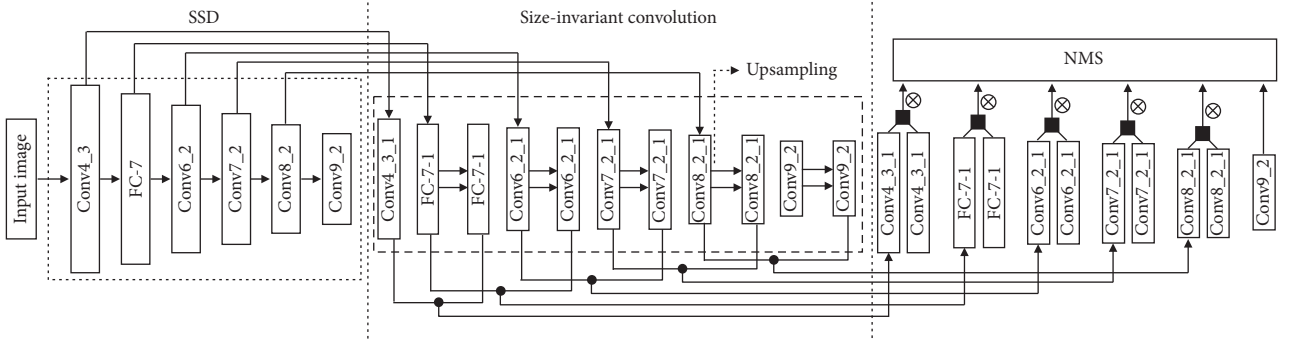 SSD
Size-invariant convolution
Upsampling
NMS
Input image
Conv4_3
FC-7
Conv6_2
Conv7_2
Conv8_2
Conv9_2
Conv4_3_1
FC-7-1
FC-7-1
Conv6_2_1
Conv6_2_1
Conv7_2_1
Conv7_2_1
Conv8_2_1
Conv8_2_1
Conv9_2
Conv9_2
Conv4_3_1
Conv4_3_1
FC-7-1
FC-7-1
Conv6_2_1
Conv6_2_1
Conv7_2_1
Conv7_2_1
Conv8_2_1
Conv8_2_1
Conv9_2